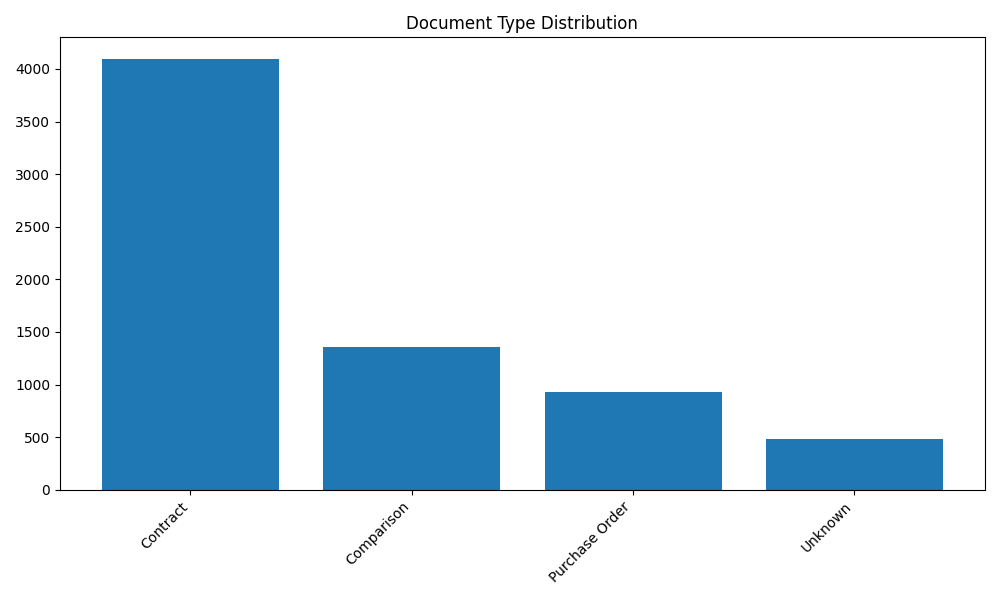 Document Type Distribution
4000
3500
3000
2500
2000
1500
1000
500
0
Contract
Comparison
Purchase Order
Unknown